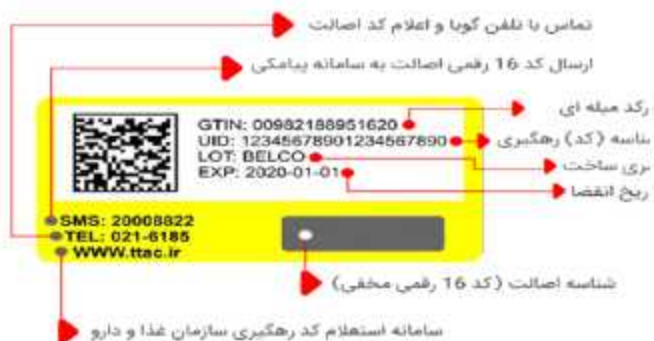 تماس با تلفن گویا و اعلام کد اصالت
ارسال کد 16 رقمی اصالت به سامانه پیامکی
رکد میله ای
GTIN: 00982188951620
UID: 12345678901234567890
ناسه (کد) رهگیری
LOT: BELCO
ری ساخت
EXP: 2020-01-01
ریخ انقضا
SMS: 20008822
TEL: 021-6185
WWW.ttac.ir
شناسه اصالت (کد 16 رقمی مخفی)
سامانه استعلام کد رهگیری سازمان غذا و دارو